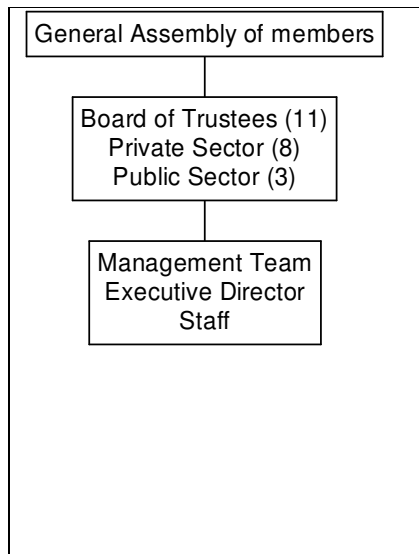 General Assembly of members
Board of Trustees (11)
Private Sector (8)
Public Sector (3)
Management Team
Executive Director
Staff